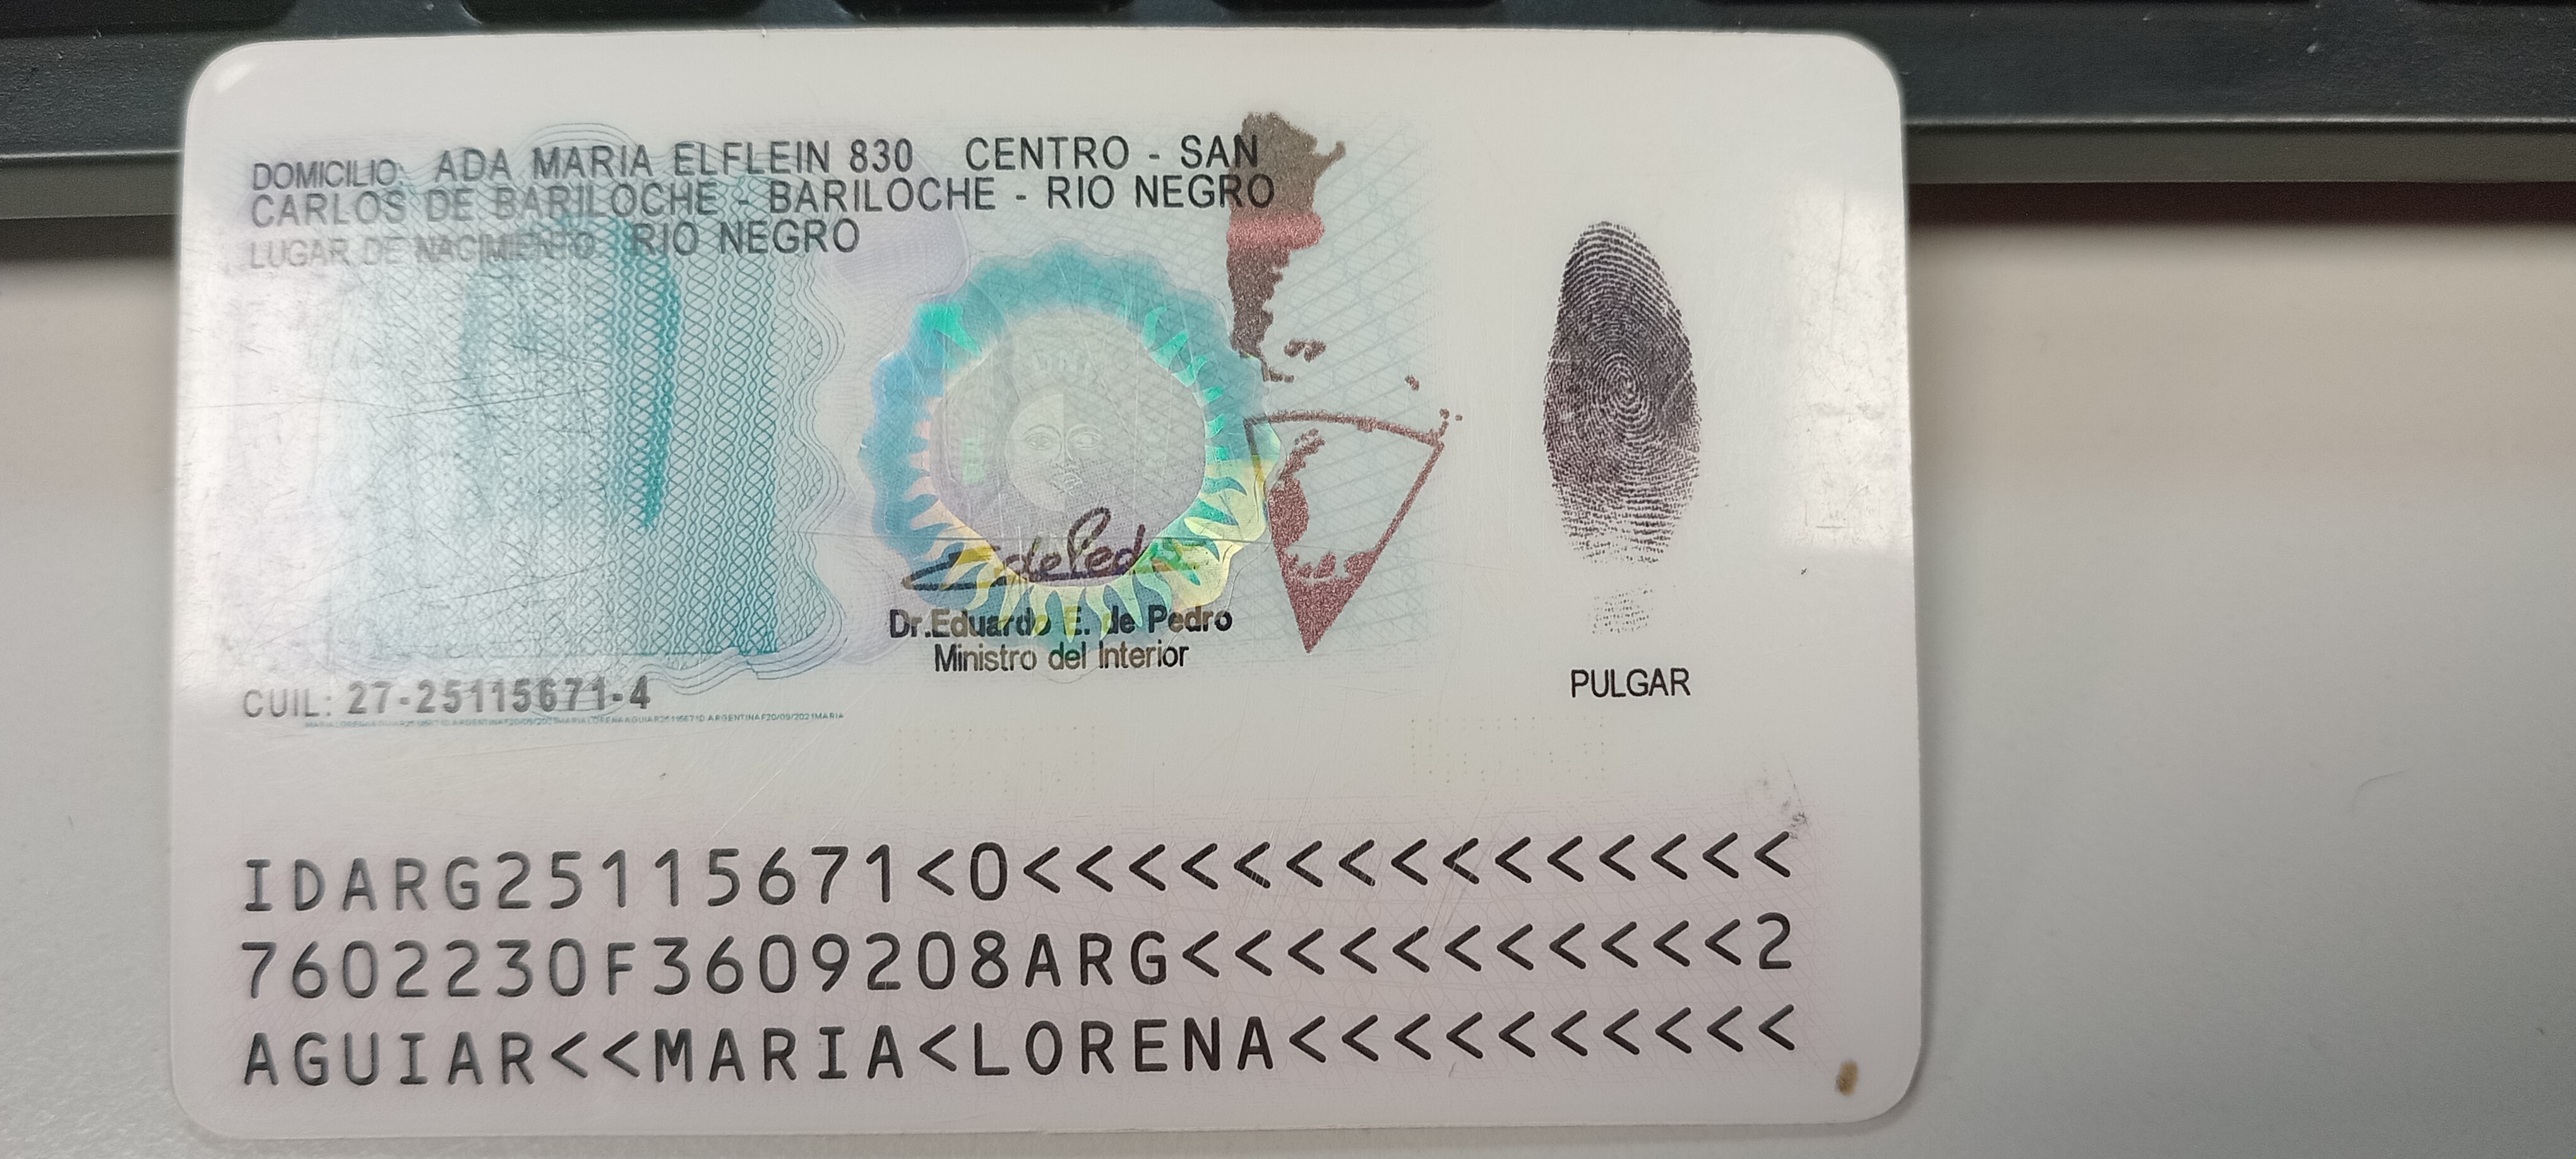 DOMICILIO: ADA MARIA ELFLEIN 830 CENTRO - SAN
CARLOS DE BARILOCHE - BARILOCHE - RIO NEGRO
LUGAR DE NACIMIENTO: RIO NEGRO
Dr.Eduardo E. de Pedro
Ministro del Interior
PULGAR
CUIL: 27-25115671-4
IDARG25115671<0<<<<<<<<<<<<<<<
7602230F3609208ARG<<<<<<<<<<<2
AGUIAR<<MARIA<LORENA<<<<<<<<<<